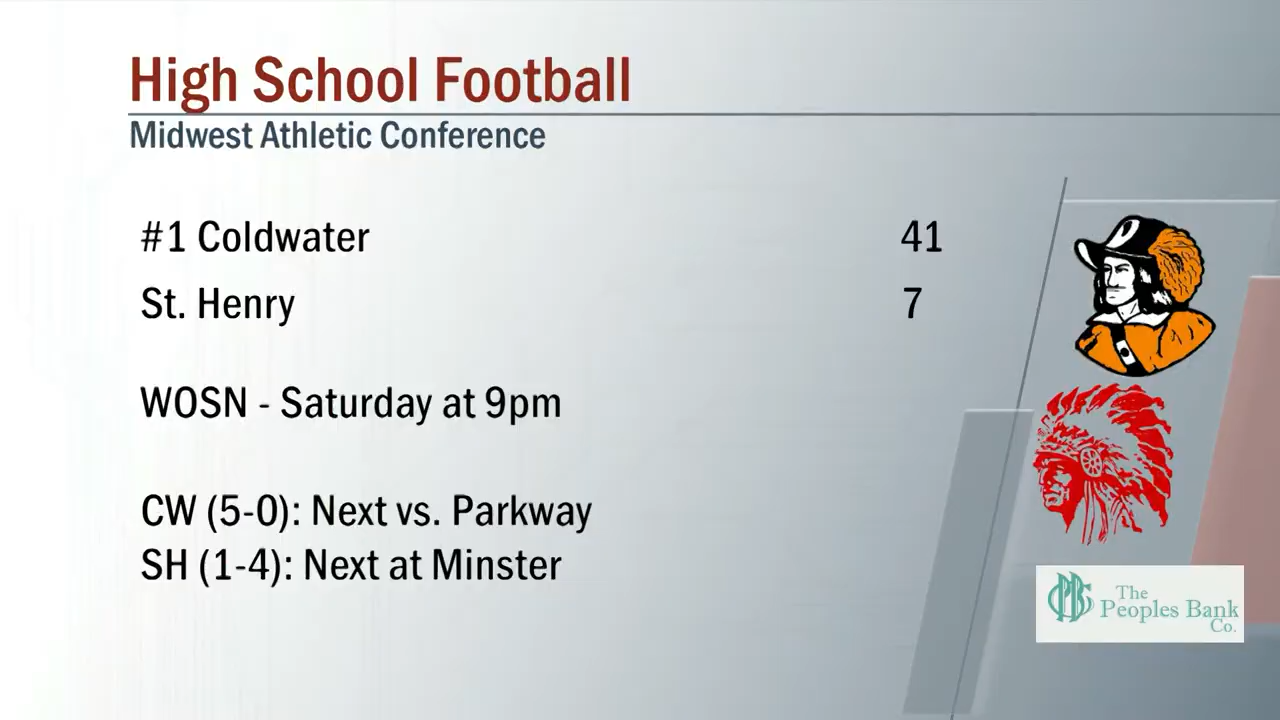 High School Football
Midwest Athletic Conference
#1 Coldwater 41
St. Henry 7
WOSN - Saturday at 9pm
CW (5-0): Next vs. Parkway
SH (1-4): Next at Minster
The
Peoples Bank
Co.